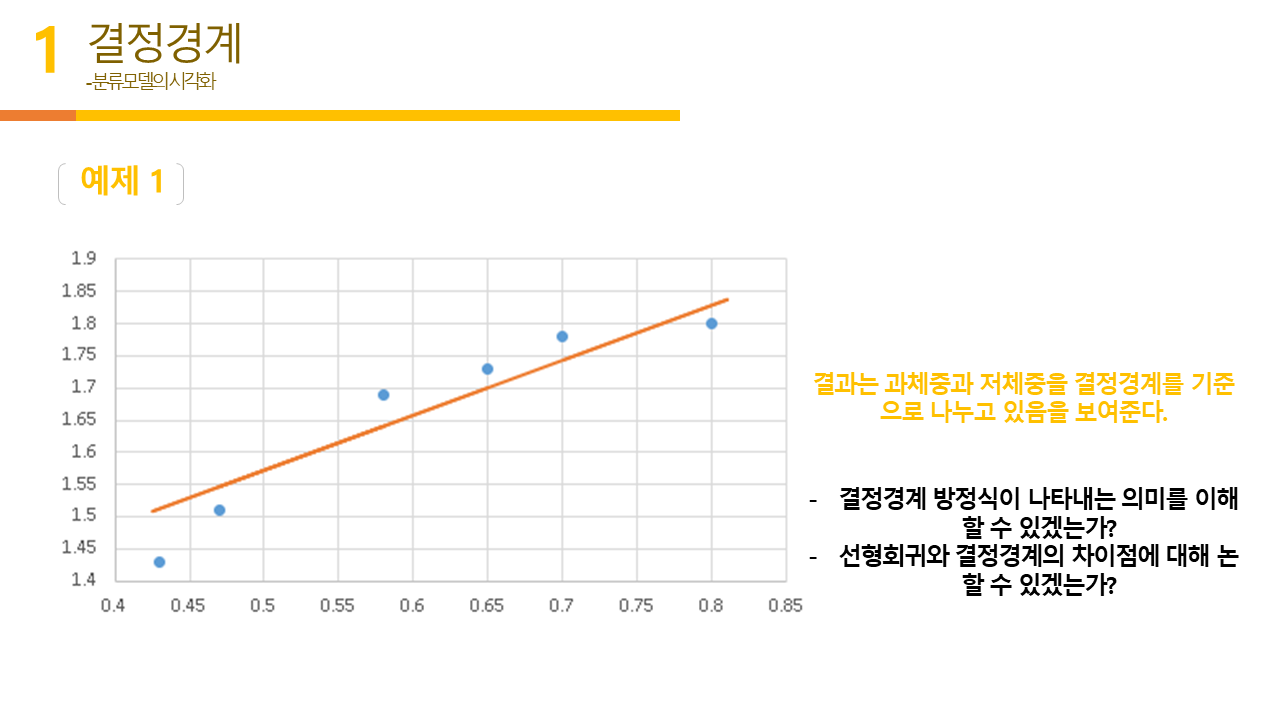 1
결정경계
-분류모델의시각화
예제 1
1.9
1.85
1.8
1.75
1.7
1.65
1.6
1.55
1.5
1.45
1.4
0.4 0.45 0.5 0.55 0.6 0.65 0.7 0.75 0.8 0.85
결과는 과체중과 저체중을 결정경계를 기준
으로 나누고 있음을 보여준다.
- 결정경계 방정식이 나타내는 의미를 이해
할 수 있겠는가?
- 선형회귀와 결정경계의 차이점에 대해 논
할 수 있겠는가?